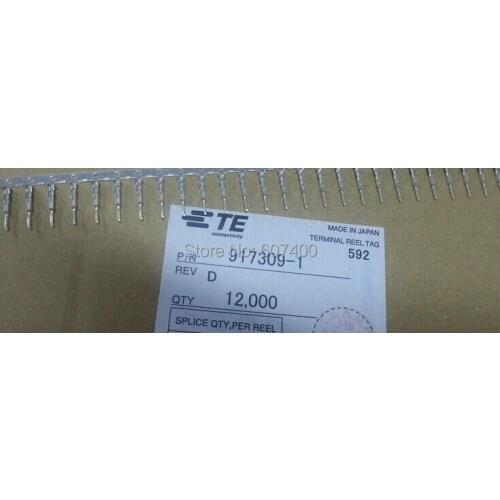 TE
connectivity
MADE IN JAPAN
TERMINAL REEL TAG
592
Shop No: 607400
P/N 917309-1
REV D
QTY 12,000
SPLICE QTY,PER REEL